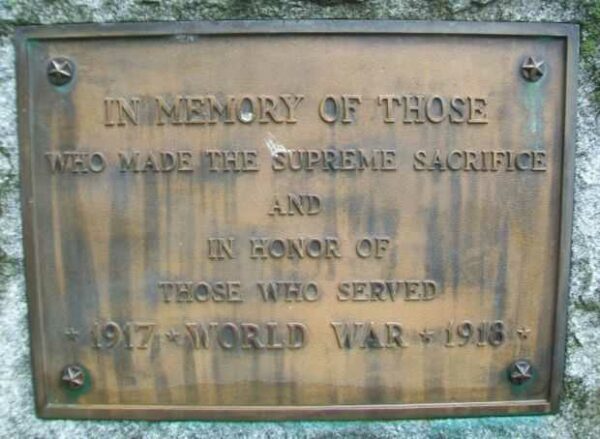 IN MEMORY OF THOSE
WHO MADE THE SUPREME SACRIFICE
AND
IN HONOR OF
THOSE WHO SERVED
★ 1917 ★ WORLD WAR ★ 1918 ★